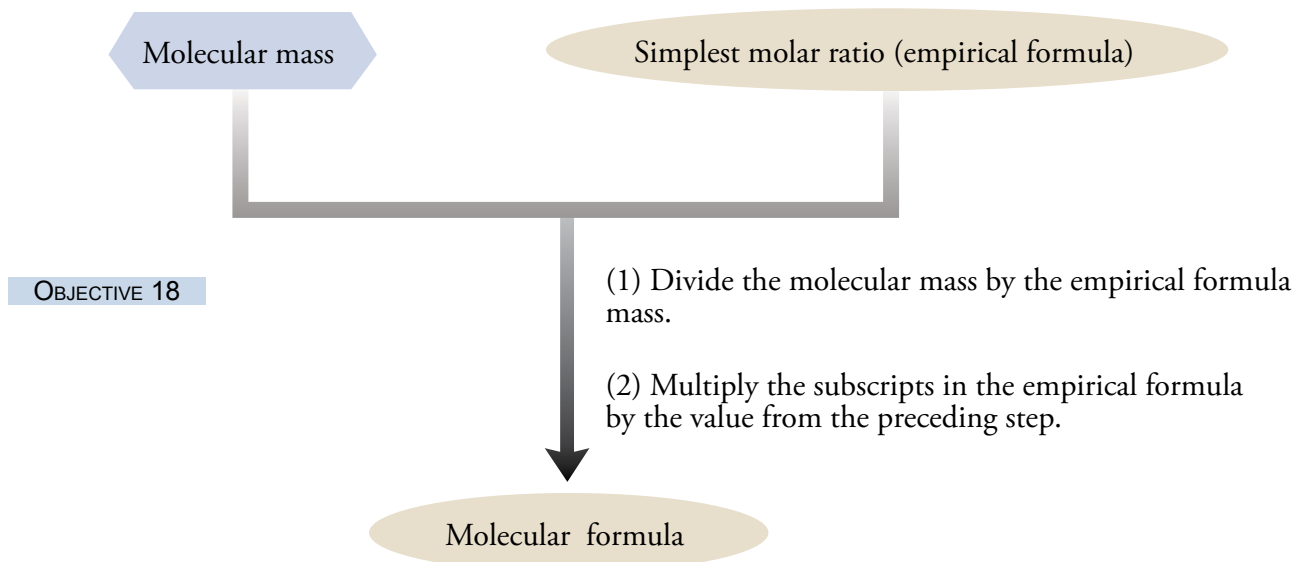 Molecular mass
Simplest molar ratio (empirical formula)
OBJECTIVE 18
(1) Divide the molecular mass by the empirical formula
mass.
(2) Multiply the subscripts in the empirical formula
by the value from the preceding step.
Molecular formula